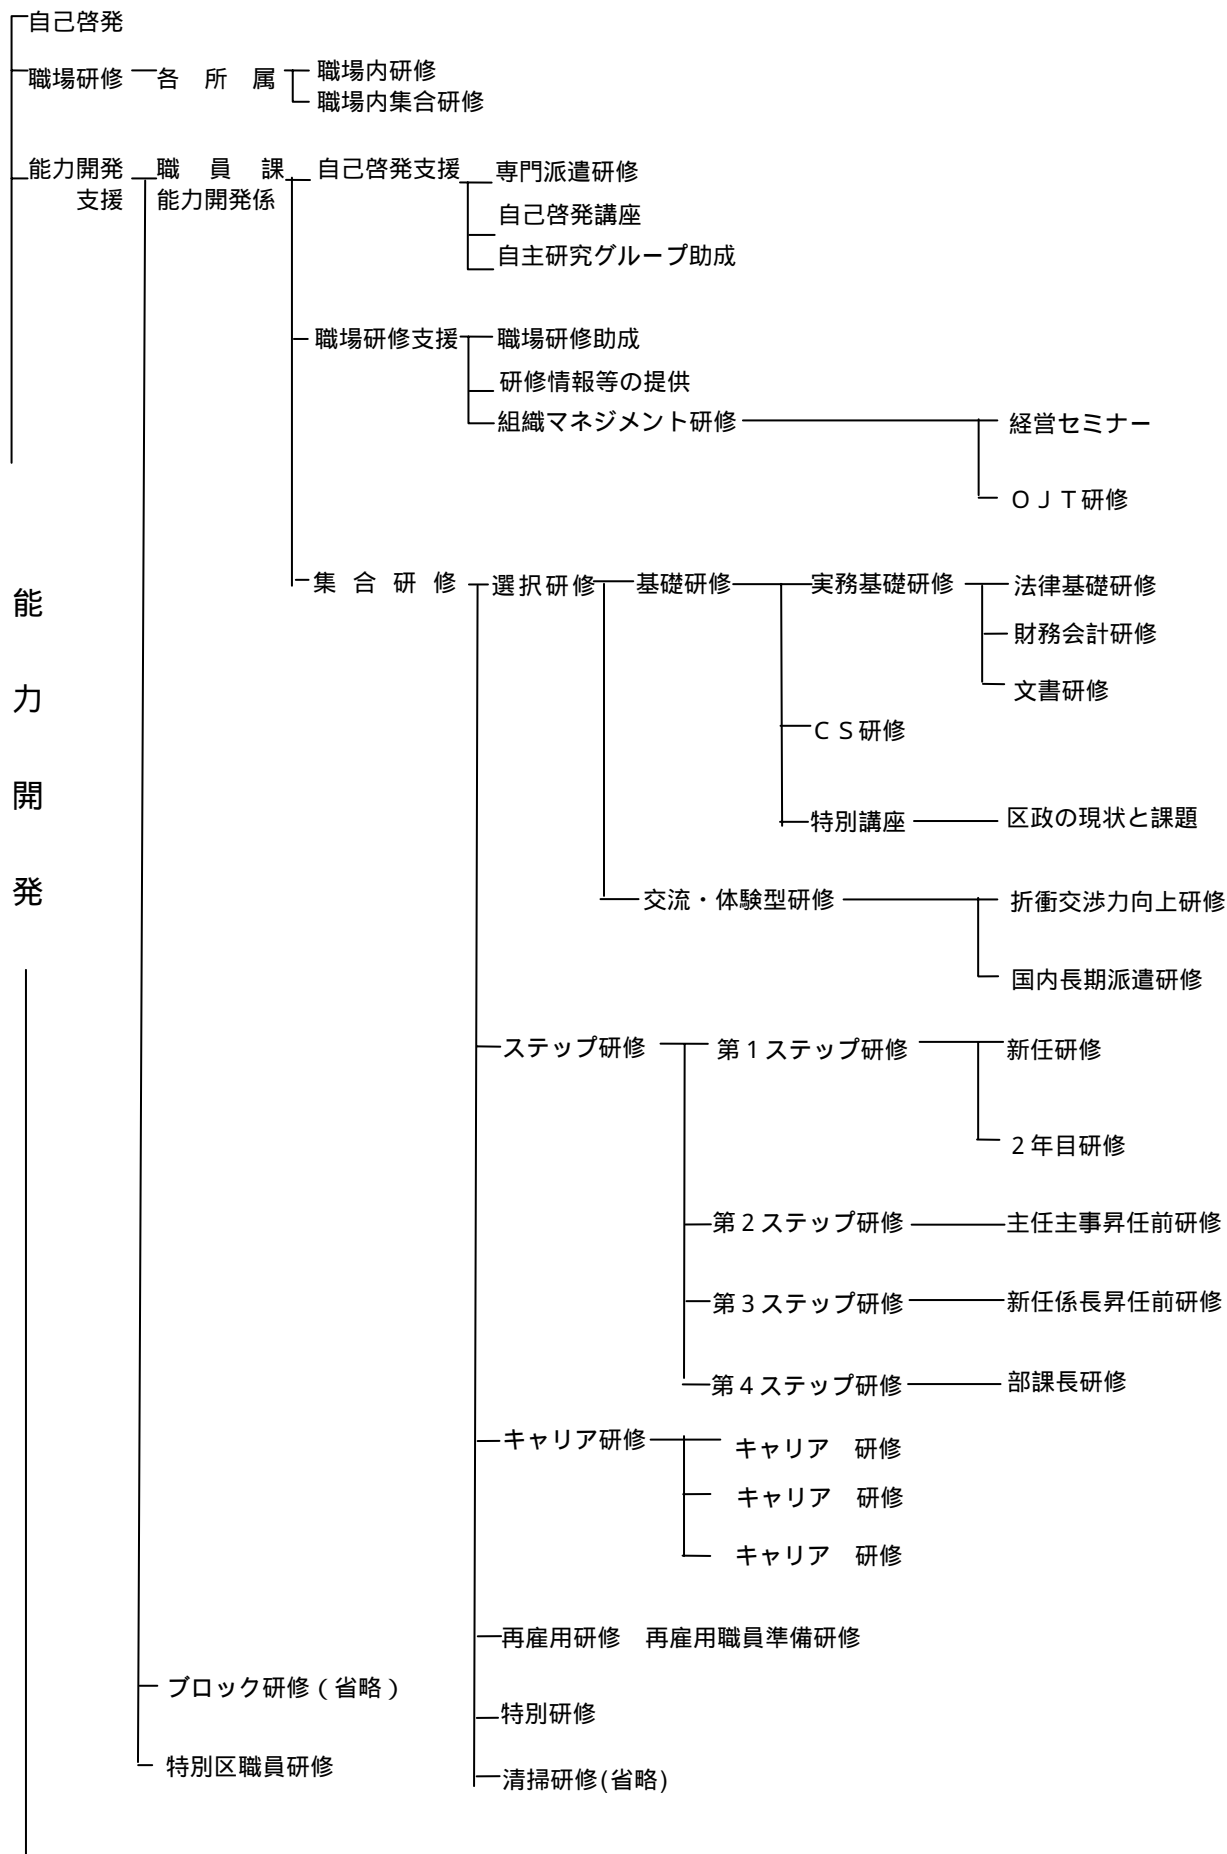 自己啓発
職場研修 各 所 属 職場内研修
職場内集合研修
能力開発 職 員 課 自己啓発支援 専門派遣研修
支援 能力開発係
自己啓発講座
自主研究グループ助成
職場研修支援 職場研修助成
研修情報等の提供
組織マネジメント研修 経営セミナー
OJT研修
集合研修 選択研修 基礎研修 実務基礎研修 法律基礎研修
財務会計研修
文書研修
CS研修
特別講座 区政の現状と課題
交流・体験型研修 折衝交渉力向上研修
国内長期派遣研修
能力開発
ステップ研修 第1ステップ研修 新任研修
2年目研修
第2ステップ研修 主任主事昇任前研修
第3ステップ研修 新任係長昇任前研修
第4ステップ研修 部課長研修
キャリア研修 キャリア 研修
キャリア 研修
キャリア 研修
再雇用研修 再雇用職員準備研修
ブロック研修(省略)
特別研修
特別区職員研修
清掃研修(省略)